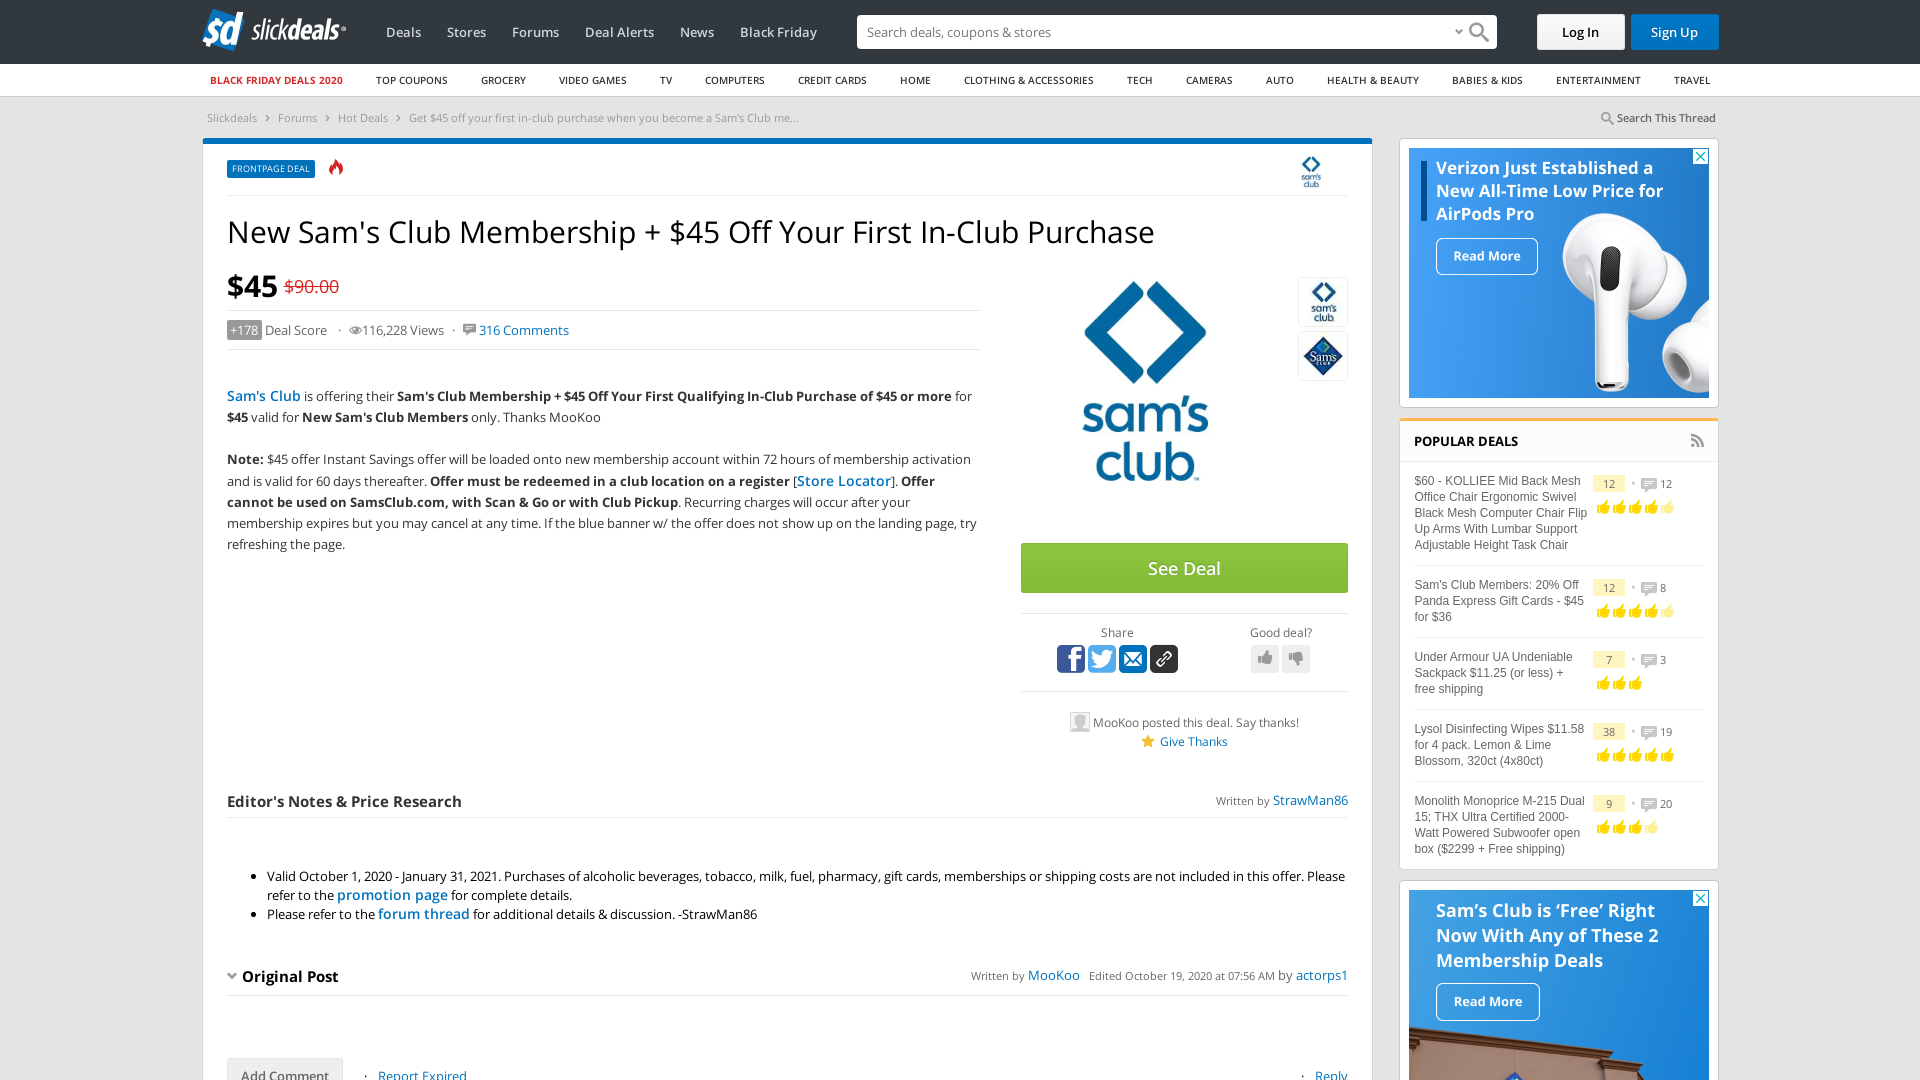 slickdeals
Deals Stores Forums Deal Alerts News Black Friday
Search deals, coupons & stores
Log In Sign Up
BLACK FRIDAY DEALS 2020 TOP COUPONS GROCERY VIDEO GAMES TV COMPUTERS CREDIT CARDS HOME CLOTHING & ACCESSORIES TECH CAMERAS AUTO HEALTH & BEAUTY BABIES & KIDS ENTERTAINMENT TRAVEL
Slickdeals › Forums › Hot Deals › Get $45 off your first in-club purchase when you become a Sam's Club me...
Search This Thread
FRONTPAGE DEAL
sam's
club
New Sam's Club Membership + $45 Off Your First In-Club Purchase
$45 $90.00
+178 Deal Score · 116,228 Views · 316 Comments
Sam's Club is offering their Sam's Club Membership + $45 Off Your First Qualifying In-Club Purchase of $45 or more for
$45 valid for New Sam's Club Members only. Thanks MooKoo
Note: $45 offer Instant Savings offer will be loaded onto new membership account within 72 hours of membership activation
and is valid for 60 days thereafter. Offer must be redeemed in a club location on a register [Store Locator]. Offer
cannot be used on SamsClub.com, with Scan & Go or with Club Pickup. Recurring charges will occur after your
membership expires but you may cancel at any time. If the blue banner w/ the offer does not show up on the landing page, try
refreshing the page.
sam's
club
sam's
club
Sam's
CLUB
See Deal
Share
Good deal?
MooKoo posted this deal. Say thanks!
Give Thanks
Editor's Notes & Price Research
Written by StrawMan86
• Valid October 1, 2020 - January 31, 2021. Purchases of alcoholic beverages, tobacco, milk, fuel, pharmacy, gift cards, memberships or shipping costs are not included in this offer. Please
refer to the promotion page for complete details.
• Please refer to the forum thread for additional details & discussion. -StrawMan86
Original Post
Written by MooKoo Edited October 19, 2020 at 07:56 AM by actorps1
Add Comment · Report Expired
· Reply
Verizon Just Established a
New All-Time Low Price for
AirPods Pro
Read More
POPULAR DEALS
$60 - KOLLIEE Mid Back Mesh
Office Chair Ergonomic Swivel
Black Mesh Computer Chair Flip
Up Arms With Lumbar Support
Adjustable Height Task Chair
12 • 12
Sam's Club Members: 20% Off
Panda Express Gift Cards - $45
for $36
12 • 8
Under Armour UA Undeniable
Sackpack $11.25 (or less) +
free shipping
7 • 3
Lysol Disinfecting Wipes $11.58
for 4 pack. Lemon & Lime
Blossom, 320ct (4x80ct)
38 • 19
Monolith Monoprice M-215 Dual
15; THX Ultra Certified 2000-
Watt Powered Subwoofer open
box ($2299 + Free shipping)
9 • 20
Sam's Club is 'Free' Right
Now With Any of These 2
Membership Deals
Read More